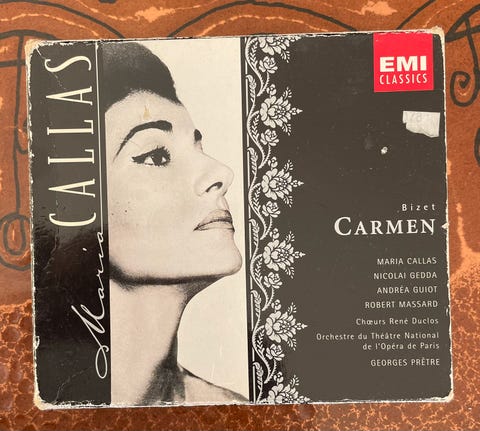 Maria CALLAS
EMI
CLASSICS
Bizet
CARMEN
MARIA CALLAS
NICOLAI GEDDA
ANDRÉA GUIOT
ROBERT MASSARD
Chœurs René Duclos
Orchestre du Théâtre National
de l'Opéra de Paris
GEORGES PRÊTRE